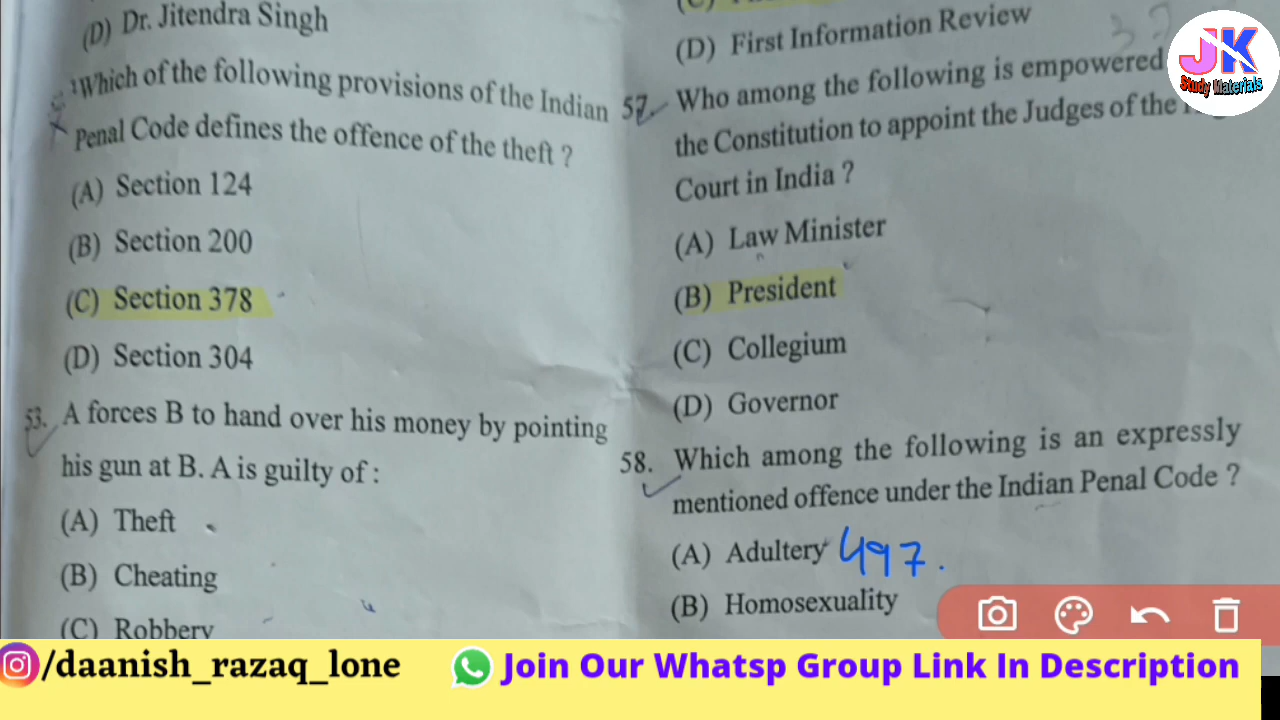 (D) Dr. Jitendra Singh
Which of the following provisions of the Indian
Penal Code defines the offence of the theft ?
(A) Section 124
(B) Section 200
(C) Section 378
(D) Section 304
53. A forces B to hand over his money by pointing
his gun at B. A is guilty of :
(A) Theft
(B) Cheating
(C) Robbery
(D) First Information Review
57. Who among the following is empowered
the Constitution to appoint the Judges of the
Court in India ?
(A) Law Minister
(B) President
(C) Collegium
(D) Governor
58. Which among the following is an expressly
mentioned offence under the Indian Penal Code ?
(A) Adultery 497.
(B) Homosexuality
JK
Study Materials
/daanish_razaq_lone
Join Our Whatsp Group Link In Description